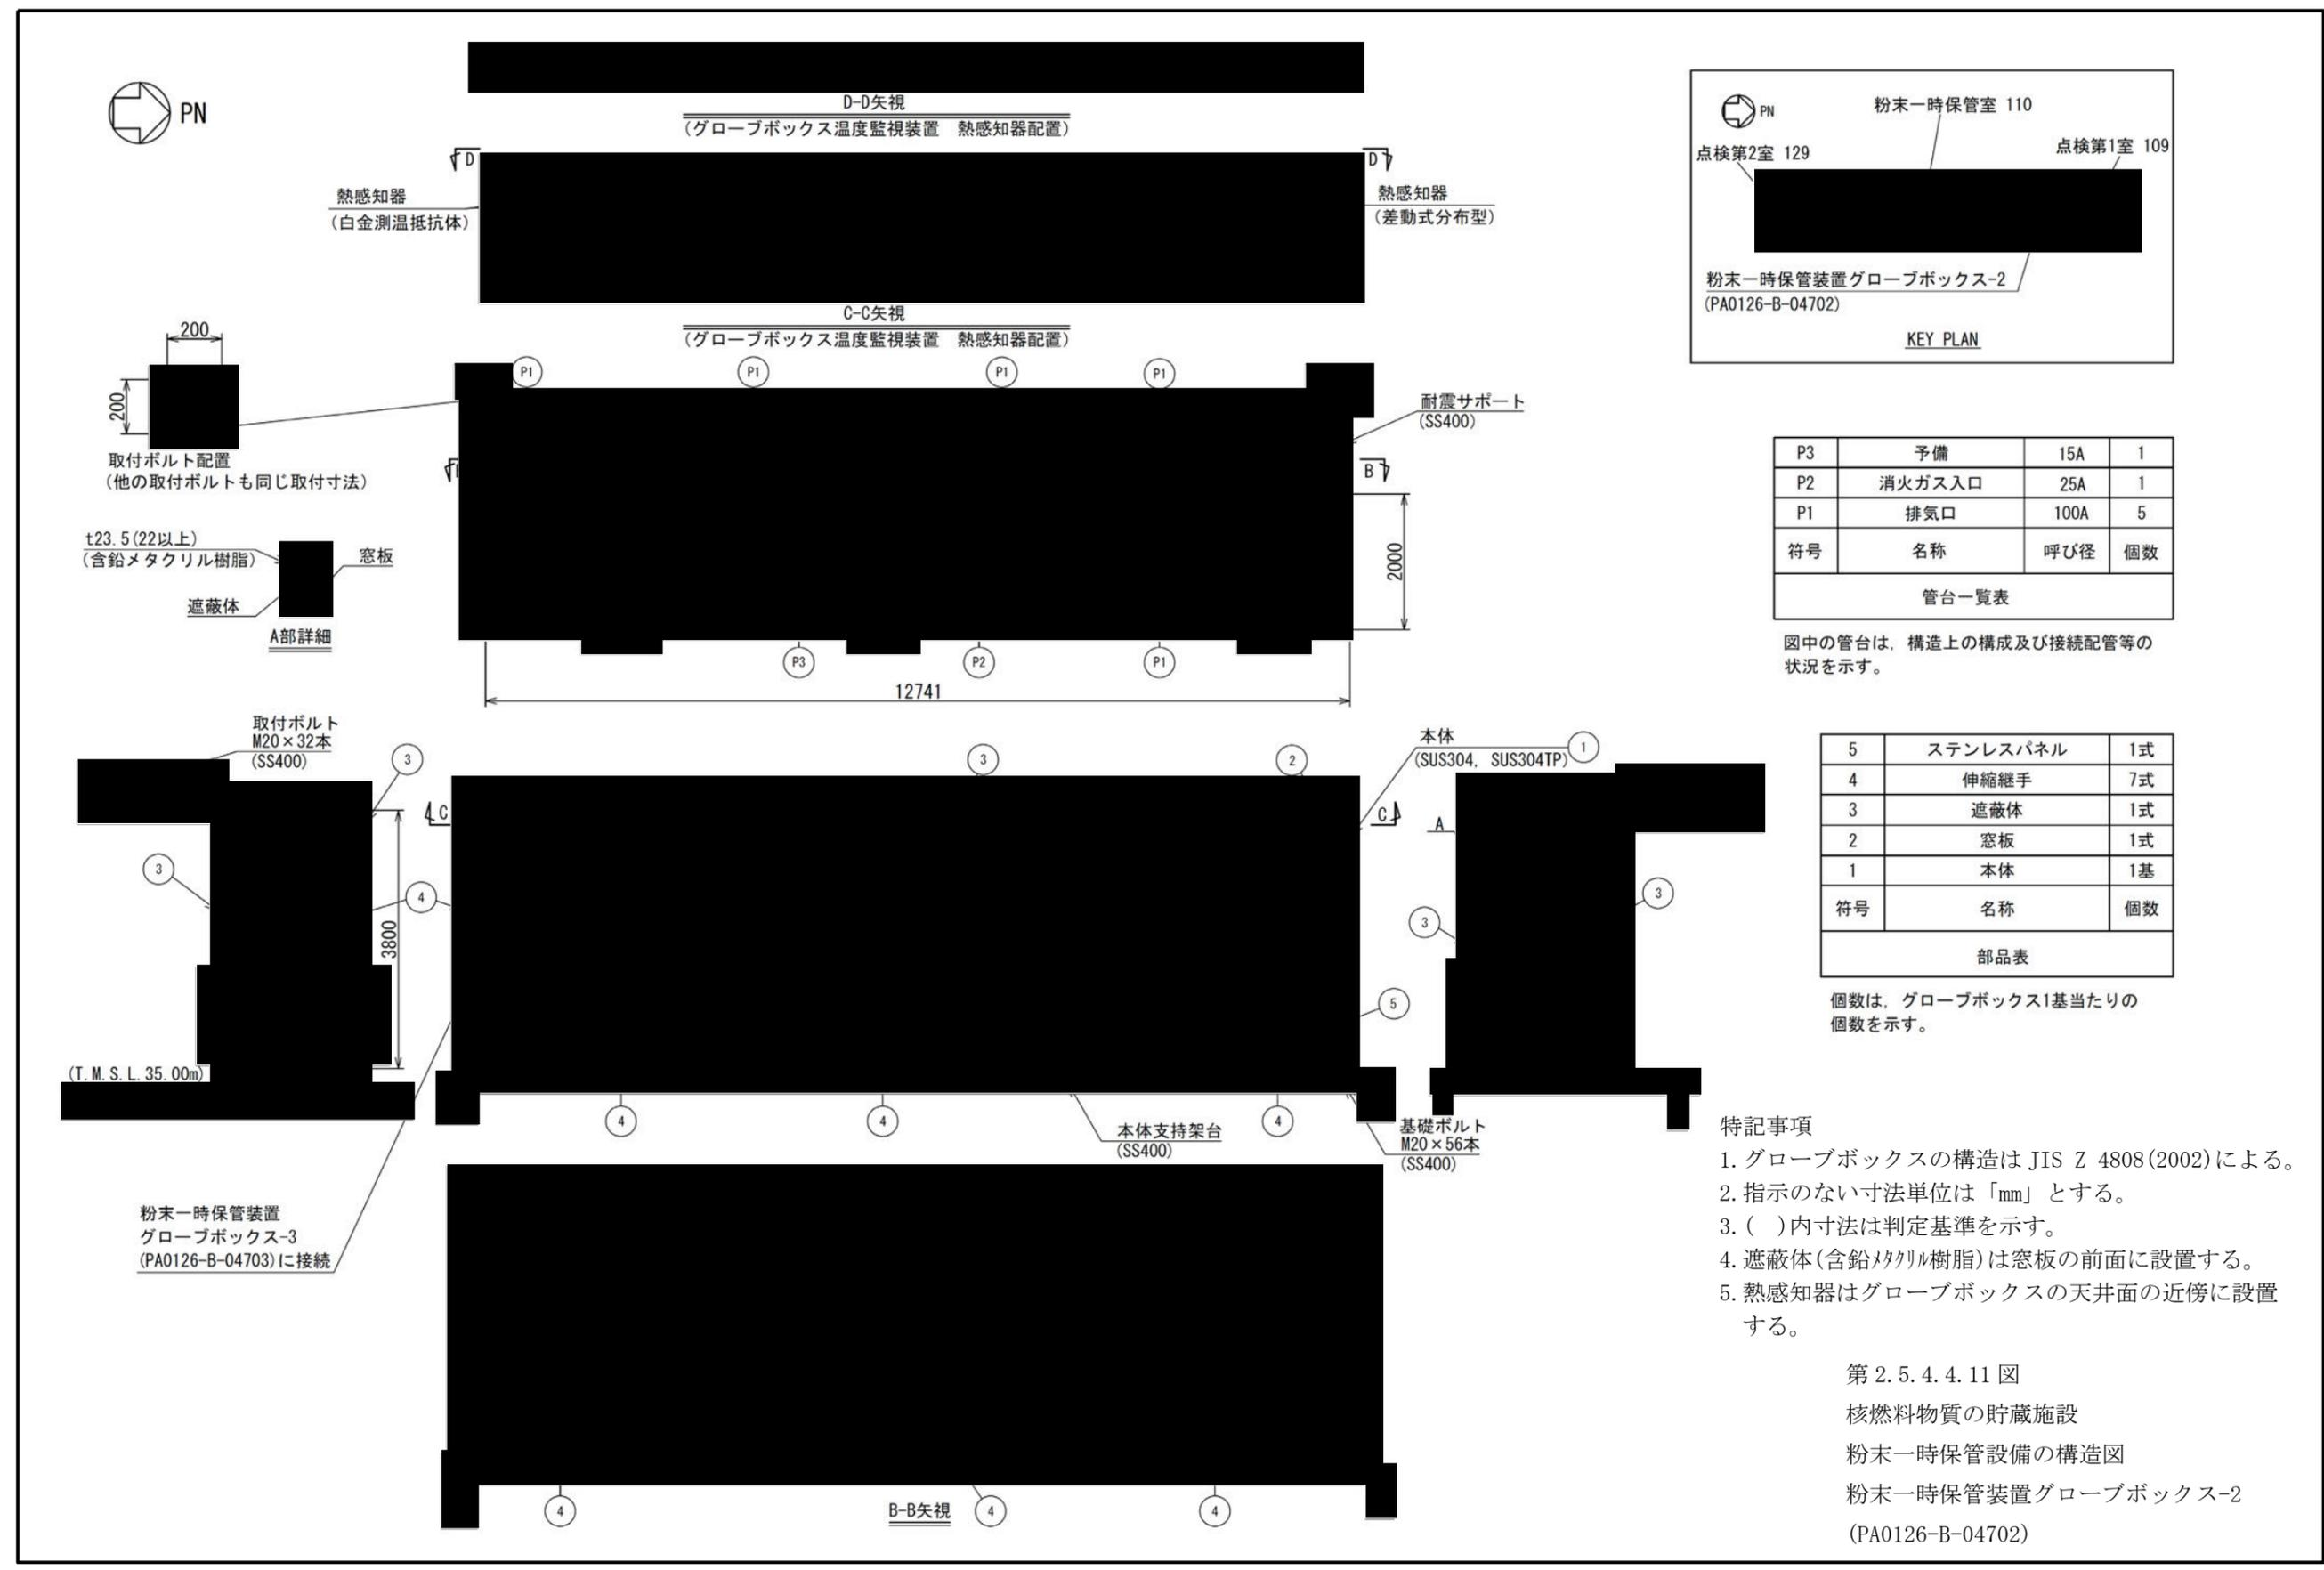 PN
D-D矢視
(グローブボックス温度監視装置 熱感知器配置)
D
D
熱感知器
(白金測温抵抗体)
熱感知器
(差動式分布型)
C-C矢視
(グローブボックス温度監視装置 熱感知器配置)
PN
粉末一時保管室 110
点検第2室 129
点検第1室 109
粉末一時保管装置グローブボックス-2
(PA0126-B-04702)
KEY PLAN
200
200
取付ボルト配置
(他の取付ボルトも同じ取付寸法)
P1
P1
P1
P1
耐震サポート
(SS400)
B
2000
t23.5(22以上)
(含鉛メタクリル樹脂)
窓板
遮蔽体
A部詳細
P3
P2
P1
12741
P3 予備 15A 1
P2 消火ガス入口 25A 1
P1 排気口 100A 5
符号 名称 呼び径 個数
管台一覧表
図中の管台は，構造上の構成及び接続配管等の
状況を示す。
取付ボルト
M20×32本
(SS400)
3
3
4
3800
(T.M.S.L.35.00m)
3
2
本体
(SUS304, SUS304TP)
1
C
C
A
3
3
5
4
4
4
本体支持架台
(SS400)
基礎ボルト
M20×56本
(SS400)
粉末一時保管装置
グローブボックス-3
(PA0126-B-04703)に接続
4
B-B矢視
4
4
5 ステンレスパネル 1式
4 伸縮継手 7式
3 遮蔽体 1式
2 窓板 1式
1 本体 1基
符号 名称 個数
部品表
個数は，グローブボックス1基当たりの
個数を示す。
特記事項
1.グローブボックスの構造は JIS Z 4808(2002)による。
2.指示のない寸法単位は「㎜」とする。
3.( )内寸法は判定基準を示す。
4.遮蔽体(含鉛ﾒﾀｸﾘﾙ樹脂)は窓板の前面に設置する。
5.熱感知器はグローブボックスの天井面の近傍に設置
する。
第 2.5.4.4.11 図
核燃料物質の貯蔵施設
粉末一時保管設備の構造図
粉末一時保管装置グローブボックス-2
(PA0126-B-04702)